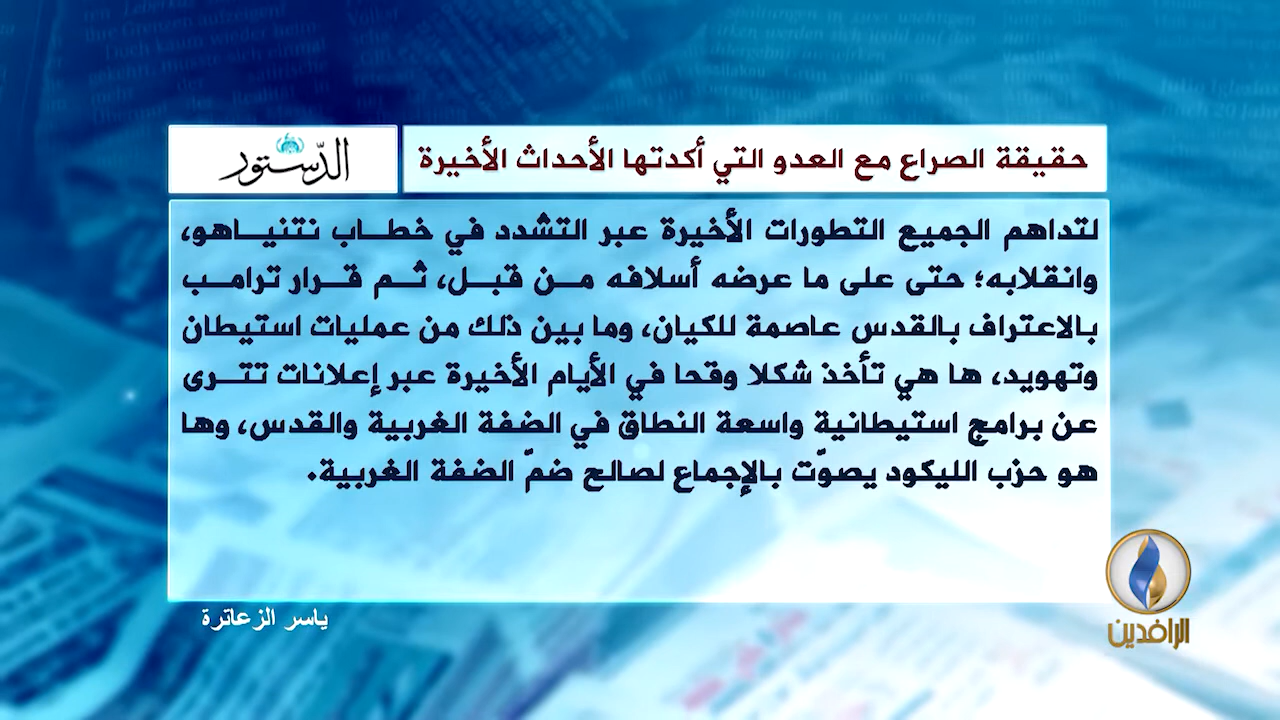 حقيقة الصراع مع العدو التي أكدتها الأحداث الأخيرة
الدّستور
لتداهم الجميع التطورات الأخيرة عبر التشدد في خطاب نتنياهو،
وانقلابه؛ حتى على ما عرضه أسلافه من قبل، ثم قرار ترامب
بالاعتراف بالقدس عاصمة للكيان، وما بين ذلك من عمليات استيطان
وتهويد، ها هي تأخذ شكلا وقحا في الأيام الأخيرة عبر إعلانات تترى
عن برامج استيطانية واسعة النطاق في الضفة الغربية والقدس، وها
هو حزب الليكود يصوّت بالإجماع لصالح ضمّ الضفة الغربية.
ياسر الزعاترة
الرافدين